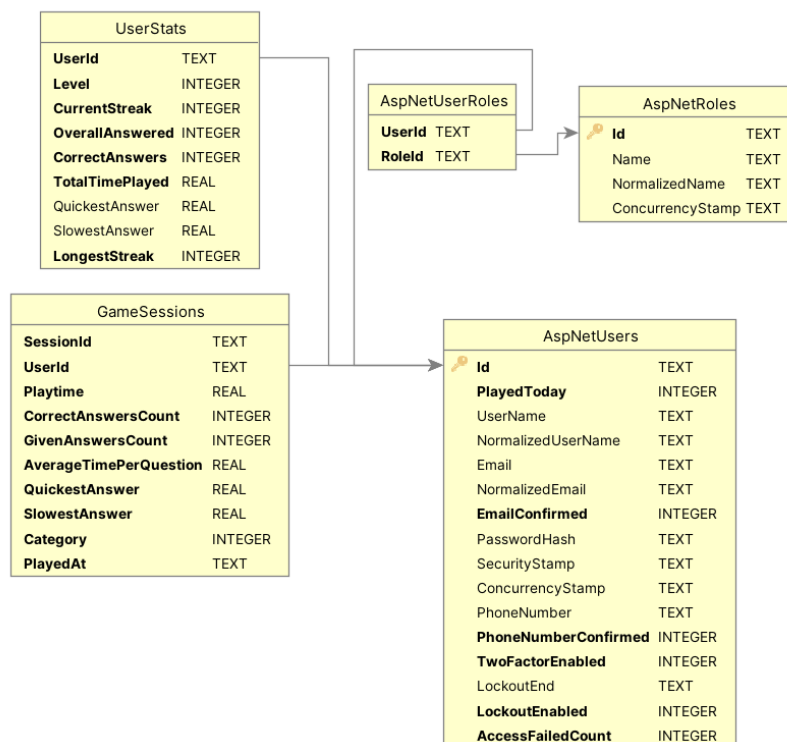 UserStats
UserId TEXT
Level INTEGER
CurrentStreak INTEGER
OverallAnswered INTEGER
CorrectAnswers INTEGER
TotalTimePlayed REAL
QuickestAnswer REAL
SlowestAnswer REAL
LongestStreak INTEGER
AspNetUserRoles
UserId TEXT
RoleId TEXT
AspNetRoles
Id TEXT
Name TEXT
NormalizedName TEXT
ConcurrencyStamp TEXT
GameSessions
SessionId TEXT
UserId TEXT
Playtime REAL
CorrectAnswersCount INTEGER
GivenAnswersCount INTEGER
AverageTimePerQuestion REAL
QuickestAnswer REAL
SlowestAnswer REAL
Category INTEGER
PlayedAt TEXT
AspNetUsers
Id TEXT
PlayedToday INTEGER
UserName TEXT
NormalizedUserName TEXT
Email TEXT
NormalizedEmail TEXT
EmailConfirmed INTEGER
PasswordHash TEXT
SecurityStamp TEXT
ConcurrencyStamp TEXT
PhoneNumber TEXT
PhoneNumberConfirmed INTEGER
TwoFactorEnabled INTEGER
LockoutEnd TEXT
LockoutEnabled INTEGER
AccessFailedCount INTEGER